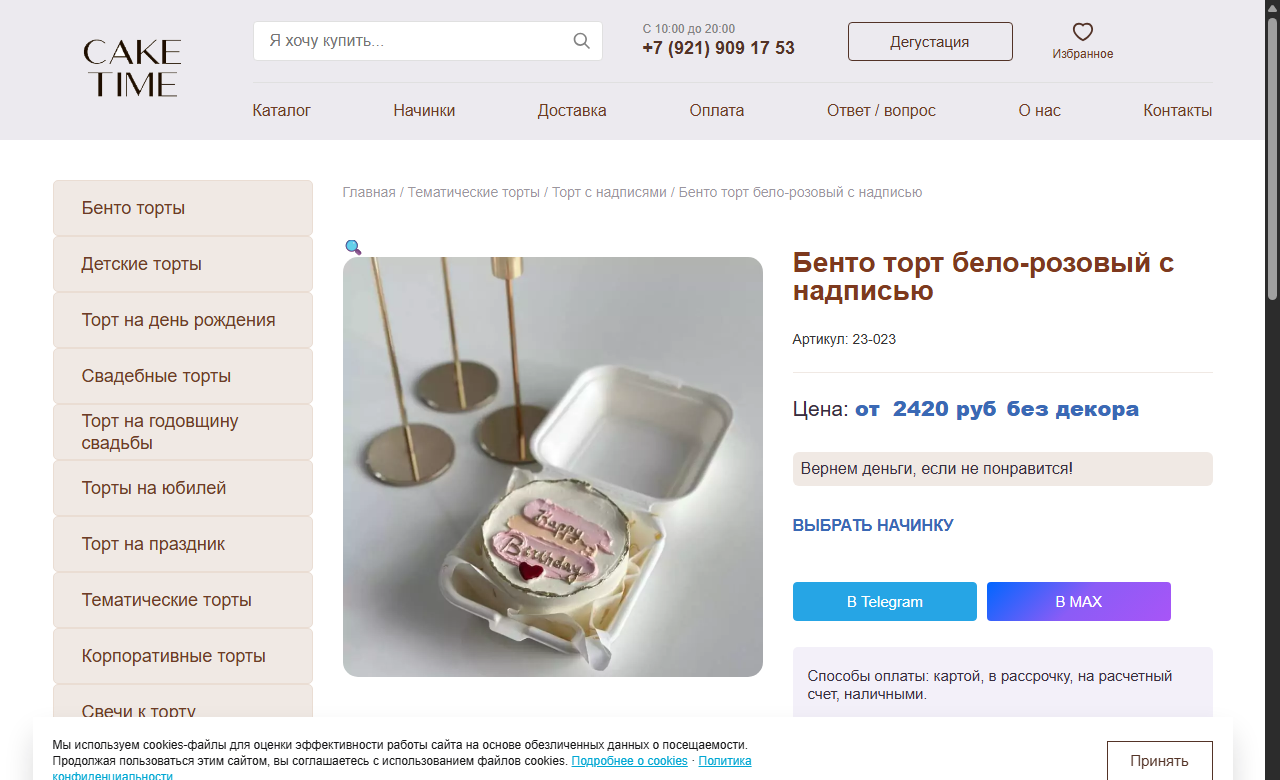 CAKE
TIME
Я хочу купить...
С 10:00 до 20:00
+7 (921) 909 17 53
Дегустация
Избранное
Каталог
Начинки
Доставка
Оплата
Ответ / вопрос
О нас
Контакты
Бенто торты
Детские торты
Торт на день рождения
Свадебные торты
Торт на годовщину
свадьбы
Торты на юбилей
Торт на праздник
Тематические торты
Корпоративные торты
Свечи к торту
Главная / Тематические торты / Торт с надписями / Бенто торт бело-розовый с надписью
Happy
Birthday
Бенто торт бело-розовый с
надписью
Артикул: 23-023
Цена: от 2420 руб без декора
Вернем деньги, если не понравится!
ВЫБРАТЬ НАЧИНКУ
В Telegram
В MAX
Способы оплаты: картой, в рассрочку, на расчетный
счет, наличными.
Мы используем cookies-файлы для оценки эффективности работы сайта на основе обезличенных данных о посещаемости.
Продолжая пользоваться этим сайтом, вы соглашаетесь с использованием файлов cookies. Подробнее о cookies · Политика
конфиденциальности
Принять